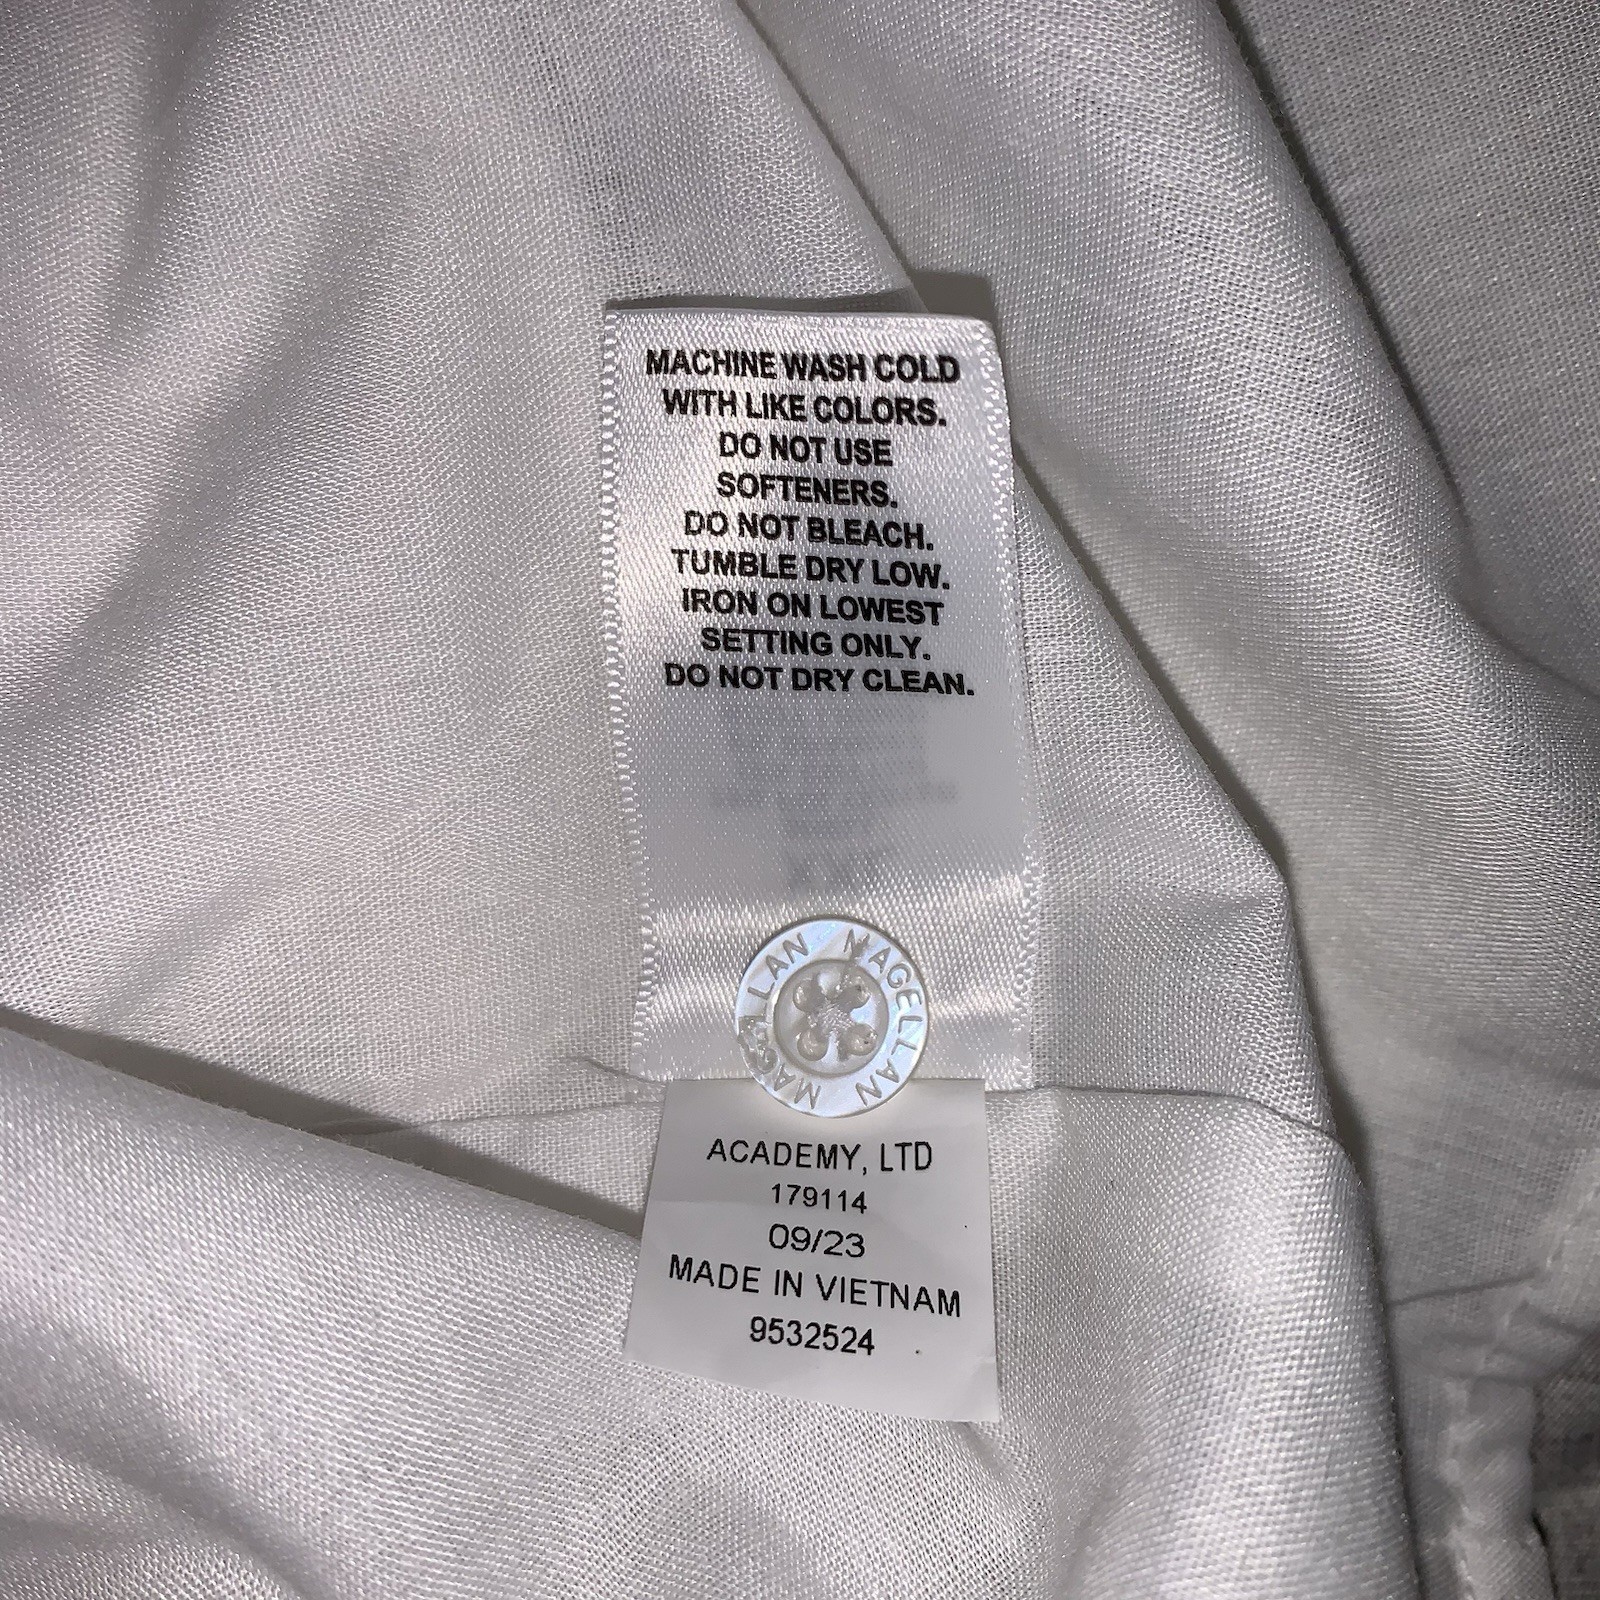 MACHINE WASH COLD
WITH LIKE COLORS.
DO NOT USE
SOFTENERS.
DO NOT BLEACH.
TUMBLE DRY LOW.
IRON ON LOWEST
SETTING ONLY.
DO NOT DRY CLEAN.
MAGELLAN MAGELLAN
ACADEMY, LTD
179114
09/23
MADE IN VIETNAM
9532524